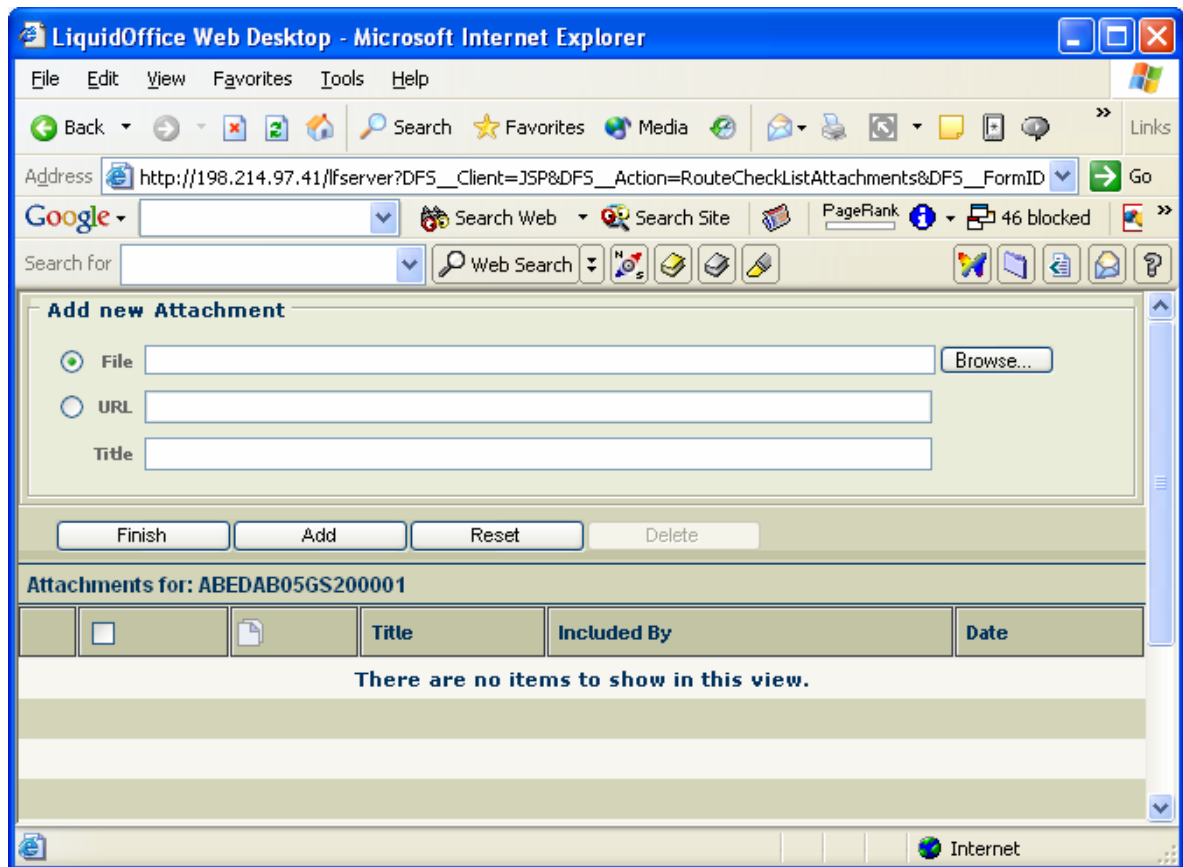 LiquidOffice Web Desktop - Microsoft Internet Explorer
File Edit View Favorites Tools Help
Back Search Favorites Media » Links
Address http://198.214.97.41/lfserver?DFS__Client=JSP&DFS__Action=RouteCheckListAttachments&DFS__FormID Go
Google Search Web Search Site PageRank 46 blocked »
Search for Web Search
Add new Attachment
File Browse...
URL
Title
Finish Add Reset Delete
Attachments for: ABEDAB05GS200001
Title Included By Date
There are no items to show in this view.
Internet